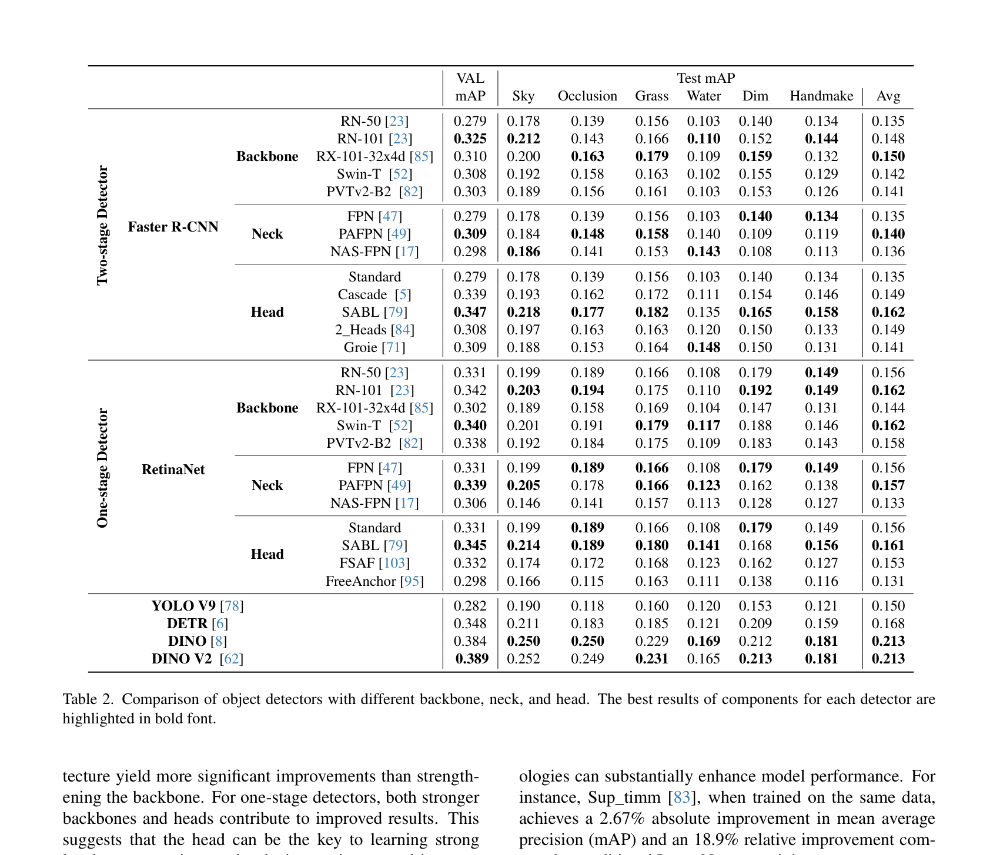 VAL Test mAP
mAP Sky Occlusion Grass Water Dim Handmake Avg
Two-stage Detector
Faster R-CNN
Backbone
RN-50 [23] 0.279 0.178 0.139 0.156 0.103 0.140 0.134 0.135
RN-101 [23] 0.325 0.212 0.143 0.166 0.110 0.152 0.144 0.148
RX-101-32x4d [85] 0.310 0.200 0.163 0.179 0.109 0.159 0.132 0.150
Swin-T [52] 0.308 0.192 0.158 0.163 0.102 0.155 0.129 0.142
PVTv2-B2 [82] 0.303 0.189 0.156 0.161 0.103 0.153 0.126 0.141
Neck
FPN [47] 0.279 0.178 0.139 0.156 0.103 0.140 0.134 0.135
PAFPN [49] 0.309 0.184 0.148 0.158 0.140 0.109 0.119 0.140
NAS-FPN [17] 0.298 0.186 0.141 0.153 0.143 0.108 0.113 0.136
Head
Standard 0.279 0.178 0.139 0.156 0.103 0.140 0.134 0.135
Cascade [5] 0.339 0.193 0.162 0.172 0.111 0.154 0.146 0.149
SABL [79] 0.347 0.218 0.177 0.182 0.135 0.165 0.158 0.162
2_Heads [84] 0.308 0.197 0.163 0.163 0.120 0.150 0.133 0.149
Groie [71] 0.309 0.188 0.153 0.164 0.148 0.150 0.131 0.141
One-stage Detector
RetinaNet
Backbone
RN-50 [23] 0.331 0.199 0.189 0.166 0.108 0.179 0.149 0.156
RN-101 [23] 0.342 0.203 0.194 0.175 0.110 0.192 0.149 0.162
RX-101-32x4d [85] 0.302 0.189 0.158 0.169 0.104 0.147 0.131 0.144
Swin-T [52] 0.340 0.201 0.191 0.179 0.117 0.188 0.146 0.162
PVTv2-B2 [82] 0.338 0.192 0.184 0.175 0.109 0.183 0.143 0.158
Neck
FPN [47] 0.331 0.199 0.189 0.166 0.108 0.179 0.149 0.156
PAFPN [49] 0.339 0.205 0.178 0.166 0.123 0.162 0.138 0.157
NAS-FPN [17] 0.306 0.146 0.141 0.157 0.113 0.128 0.127 0.133
Head
Standard 0.331 0.199 0.189 0.166 0.108 0.179 0.149 0.156
SABL [79] 0.345 0.214 0.189 0.180 0.141 0.168 0.156 0.161
FSAF [103] 0.332 0.174 0.172 0.168 0.123 0.162 0.127 0.153
FreeAnchor [95] 0.298 0.166 0.115 0.163 0.111 0.138 0.116 0.131
YOLO V9 [78] 0.282 0.190 0.118 0.160 0.120 0.153 0.121 0.150
DETR [6] 0.348 0.211 0.183 0.185 0.121 0.209 0.159 0.168
DINO [8] 0.384 0.250 0.250 0.229 0.169 0.212 0.181 0.213
DINO V2 [62] 0.389 0.252 0.249 0.231 0.165 0.213 0.181 0.213
Table 2. Comparison of object detectors with different backbone, neck, and head. The best results of components for each detector are
highlighted in bold font.
tecture yield more significant improvements than strength-
ening the backbone. For one-stage detectors, both stronger
backbones and heads contribute to improved results. This
suggests that the head can be the key to learning strong
ologies can substantially enhance model performance. For
instance, Sup_timm [83], when trained on the same data,
achieves a 2.67% absolute improvement in mean average
precision (mAP) and an 18.9% relative improvement com-